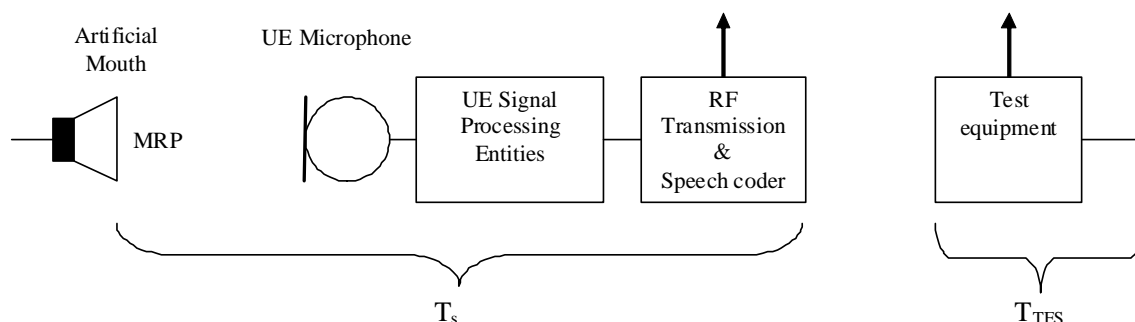 Artificial
Mouth
MRP
UE Microphone
UE Signal
Processing
Entities
RF
Transmission
&
Speech coder
Test
equipment
Ts
TTES